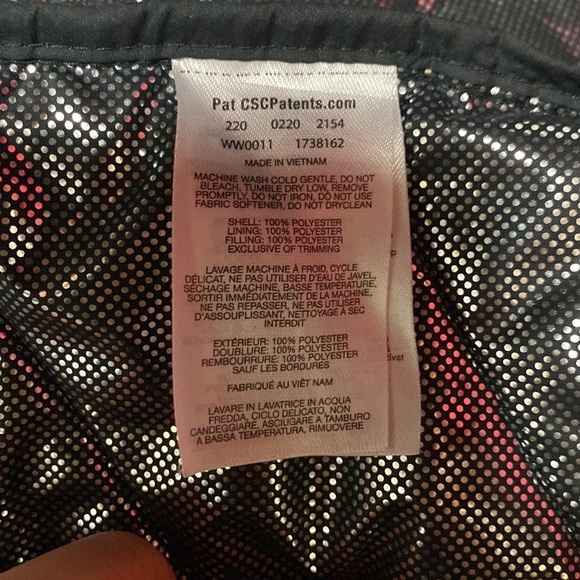 Pat CSCPatents.com
220 0220 2154
WW0011 1738162
MADE IN VIETNAM
MACHINE WASH COLD GENTLE, DO NOT
BLEACH, TUMBLE DRY LOW, REMOVE
PROMPTLY, DO NOT IRON, DO NOT USE
FABRIC SOFTENER, DO NOT DRYCLEAN
SHELL: 100% POLYESTER
LINING: 100% POLYESTER
FILLING: 100% POLYESTER
EXCLUSIVE OF TRIMMING
LAVAGE MACHINE À FROID, CYCLE
DÉLICAT, NE PAS UTILISER D'EAU DE JAVEL,
SÉCHAGE MACHINE, BASSE TEMPÉRATURE,
SORTIR IMMÉDIATEMENT DE LA MACHINE,
NE PAS REPASSER, NE PAS UTILISER
D'ASSOUPLISSANT, NETTOYAGE À SEC
INTERDIT
EXTÉRIEUR: 100% POLYESTER
DOUBLURE: 100% POLYESTER
REMBOURRURE: 100% POLYESTER
SAUF LES BORDURES
FABRIQUÉ AU VIÊT NAM
LAVARE IN LAVATRICE IN ACQUA
FREDDA, CICLO DELICATO, NON
CANDEGGIARE, ASCIUGARE A TAMBURO
A BASSA TEMPERATURA, RIMUOVERE